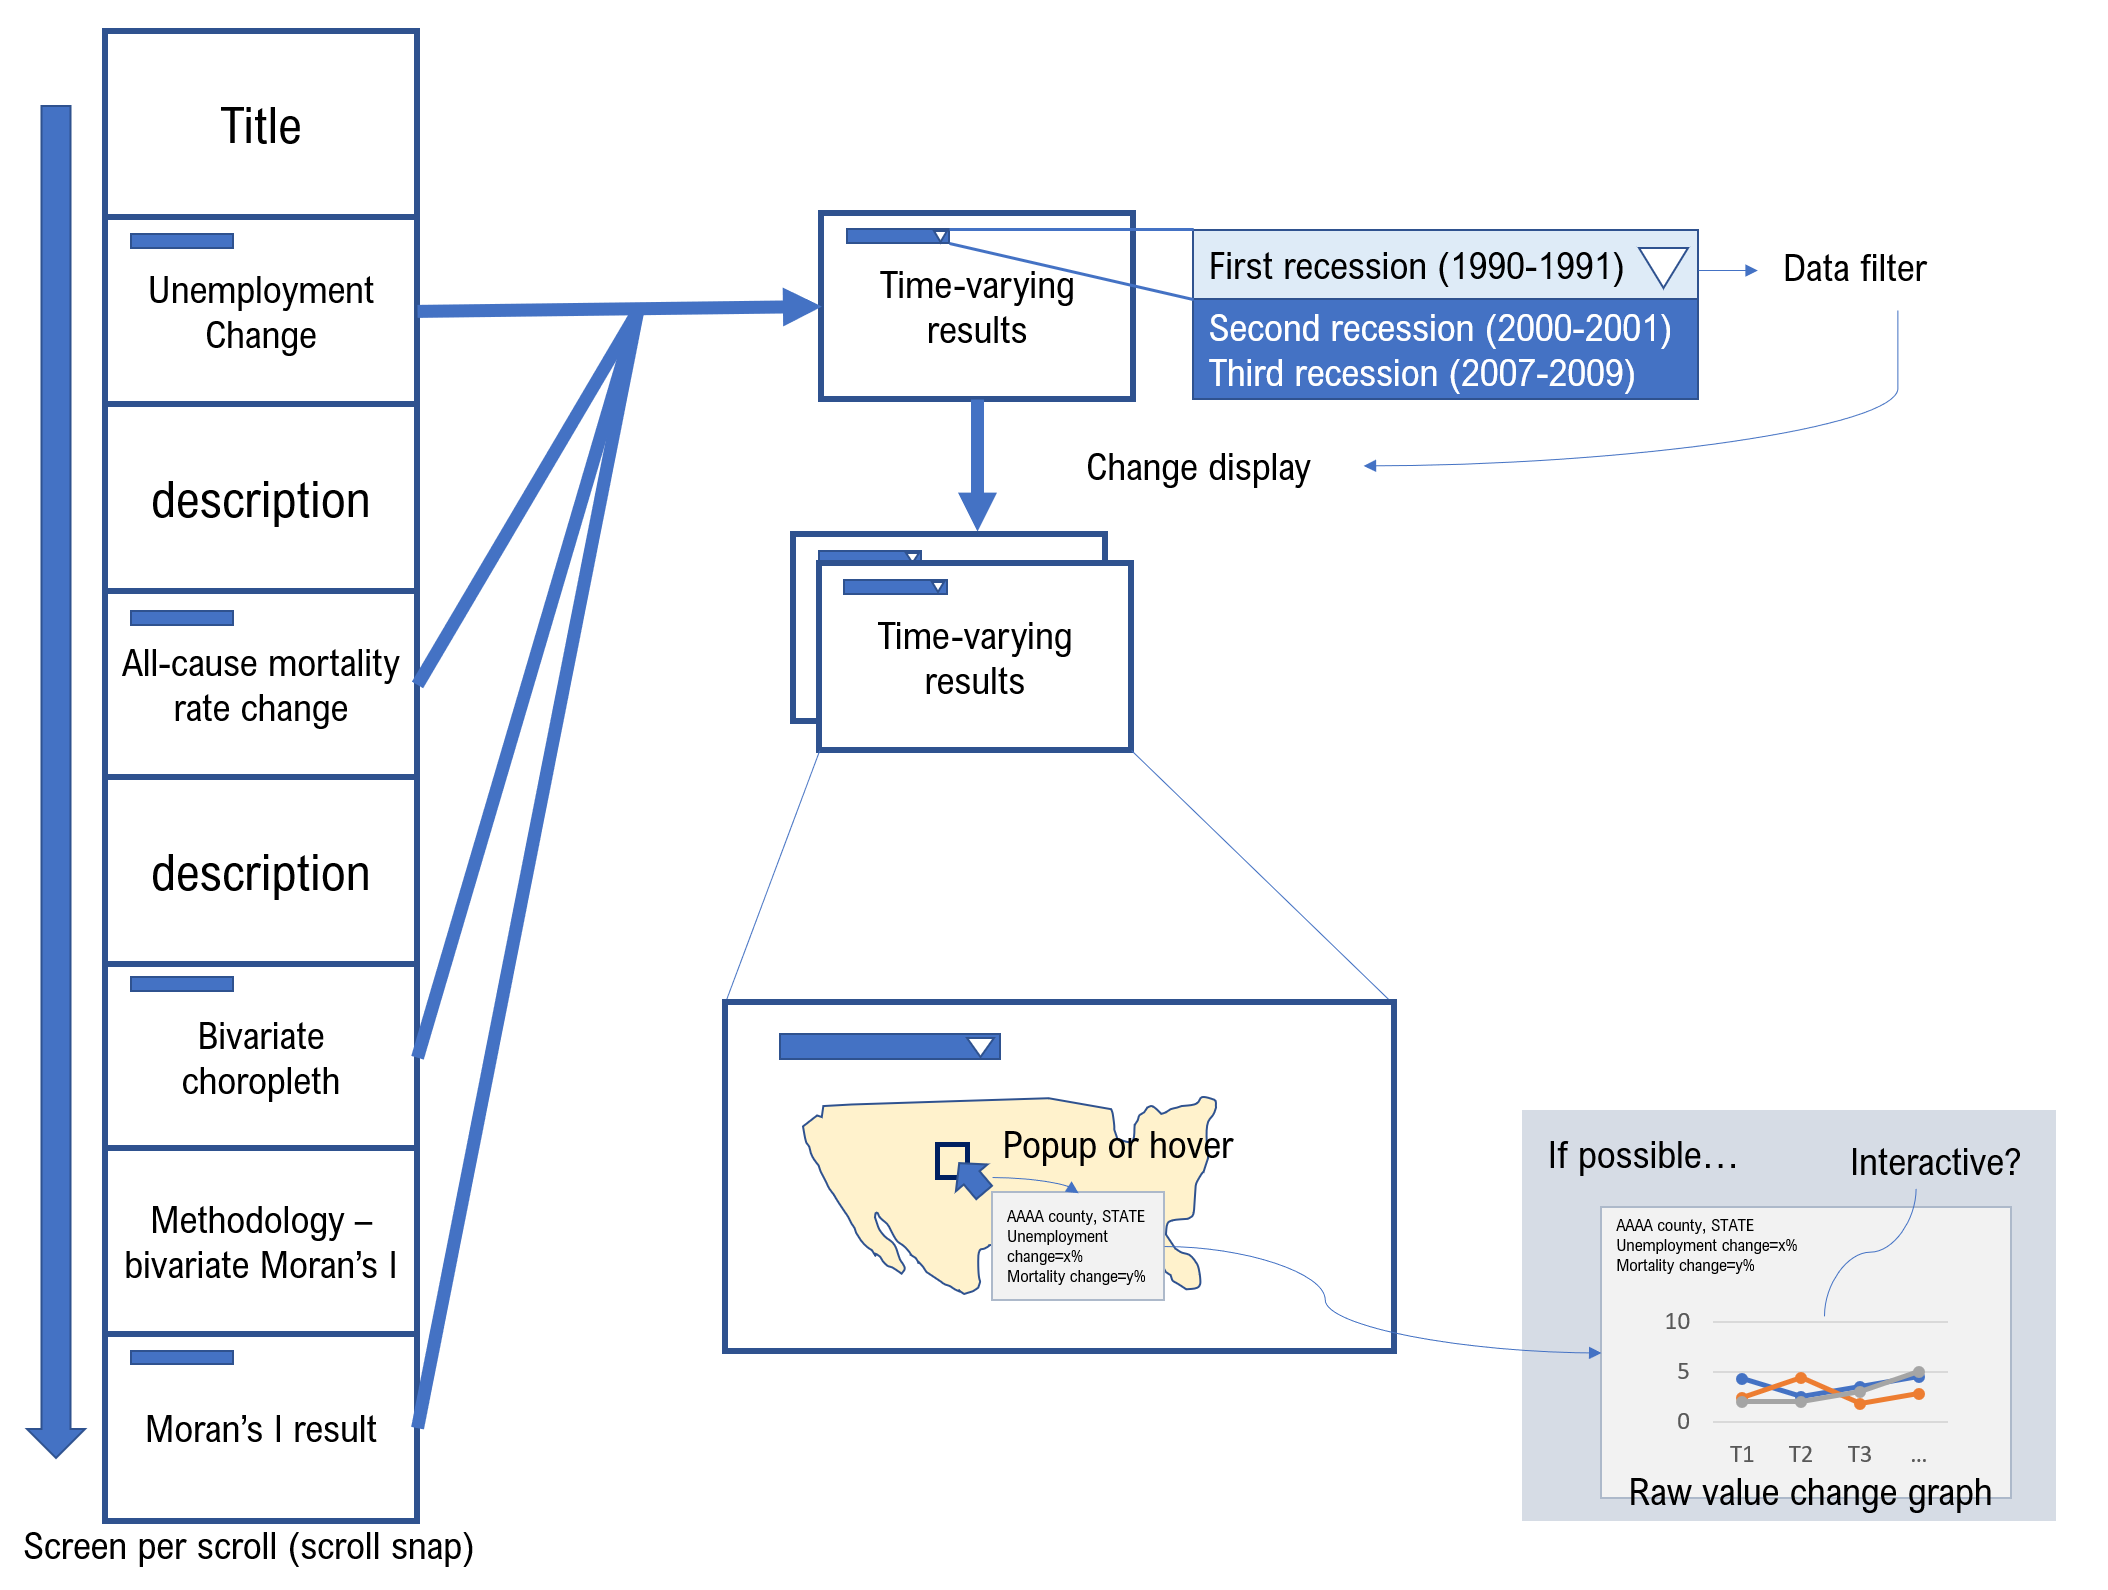 Title
Unemployment
Change
description
All-cause mortality
rate change
description
Bivariate
choropleth
Methodology –
bivariate Moran's I
Moran's I result
Screen per scroll (scroll snap)
Time-varying
results
First recession (1990-1991)
Second recession (2000-2001)
Third recession (2007-2009)
Data filter
Change display
Time-varying
results
Popup or hover
AAAA county, STATE
Unemployment
change=x%
Mortality change=y%
If possible...
Interactive?
AAAA county, STATE
Unemployment change=x%
Mortality change=y%
10
5
0
T1 T2 T3 ...
Raw value change graph